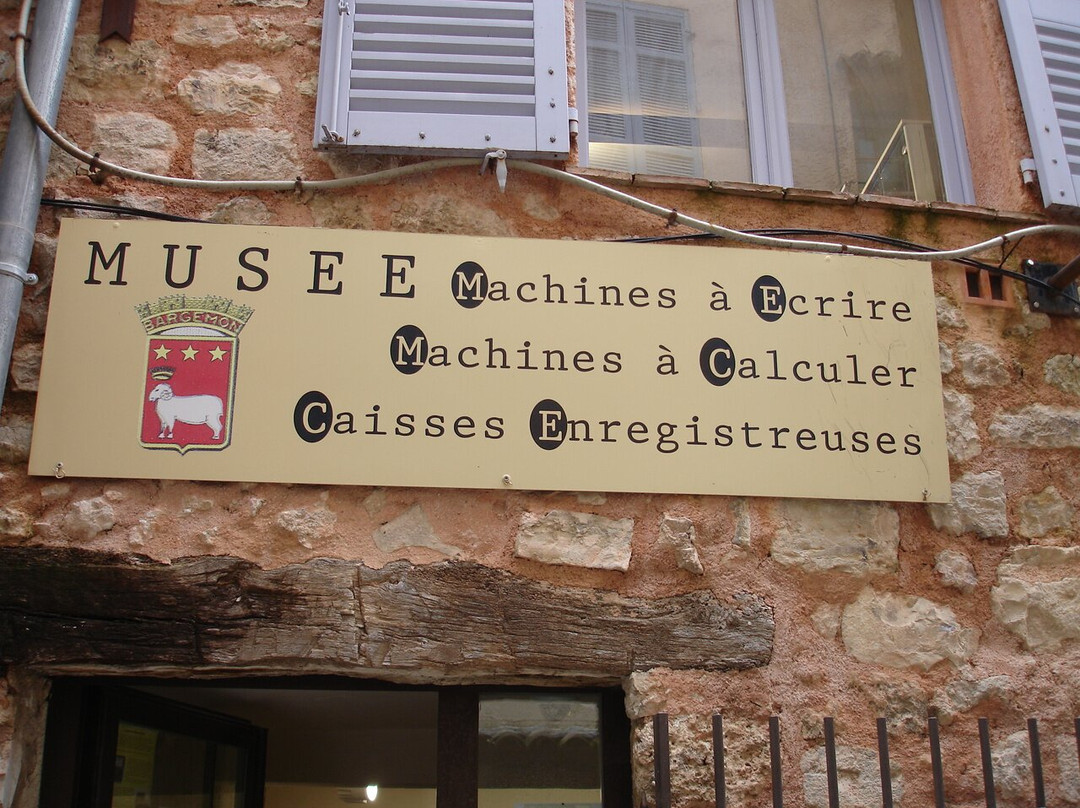 MUSEE Machines à Ecrire
BARGEMON
Machines à Calculer
Caisses Enregistreuses